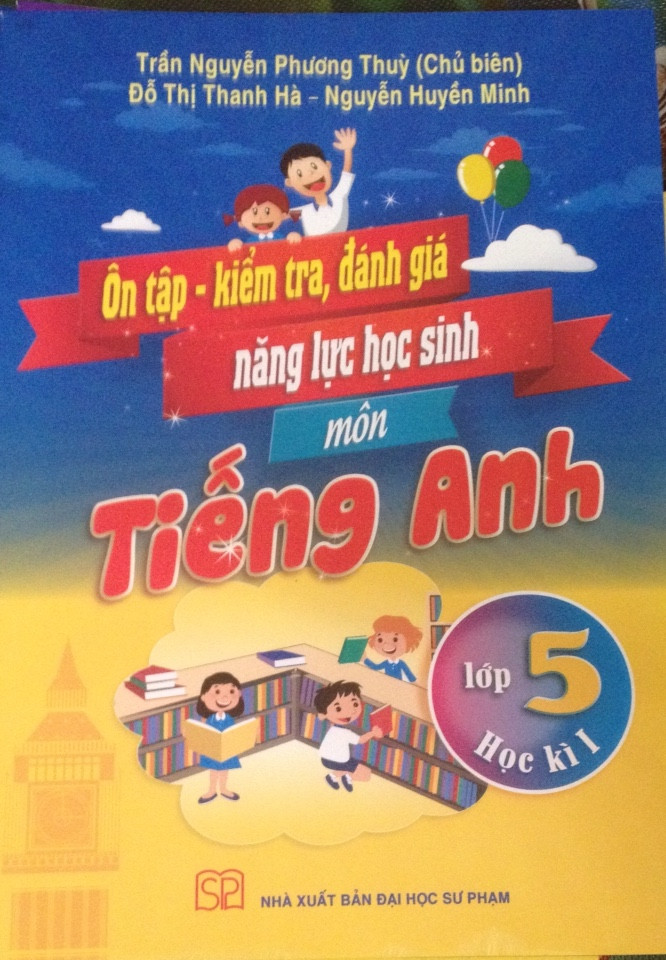 Trần Nguyễn Phương Thuỳ (Chủ biên)
Đỗ Thị Thanh Hà – Nguyễn Huyền Minh
Ôn tập - kiểm tra, đánh giá
năng lực học sinh
môn
Tiếng Anh
lớp 5
Học kì I
SP
NHÀ XUẤT BẢN ĐẠI HỌC SƯ PHẠM